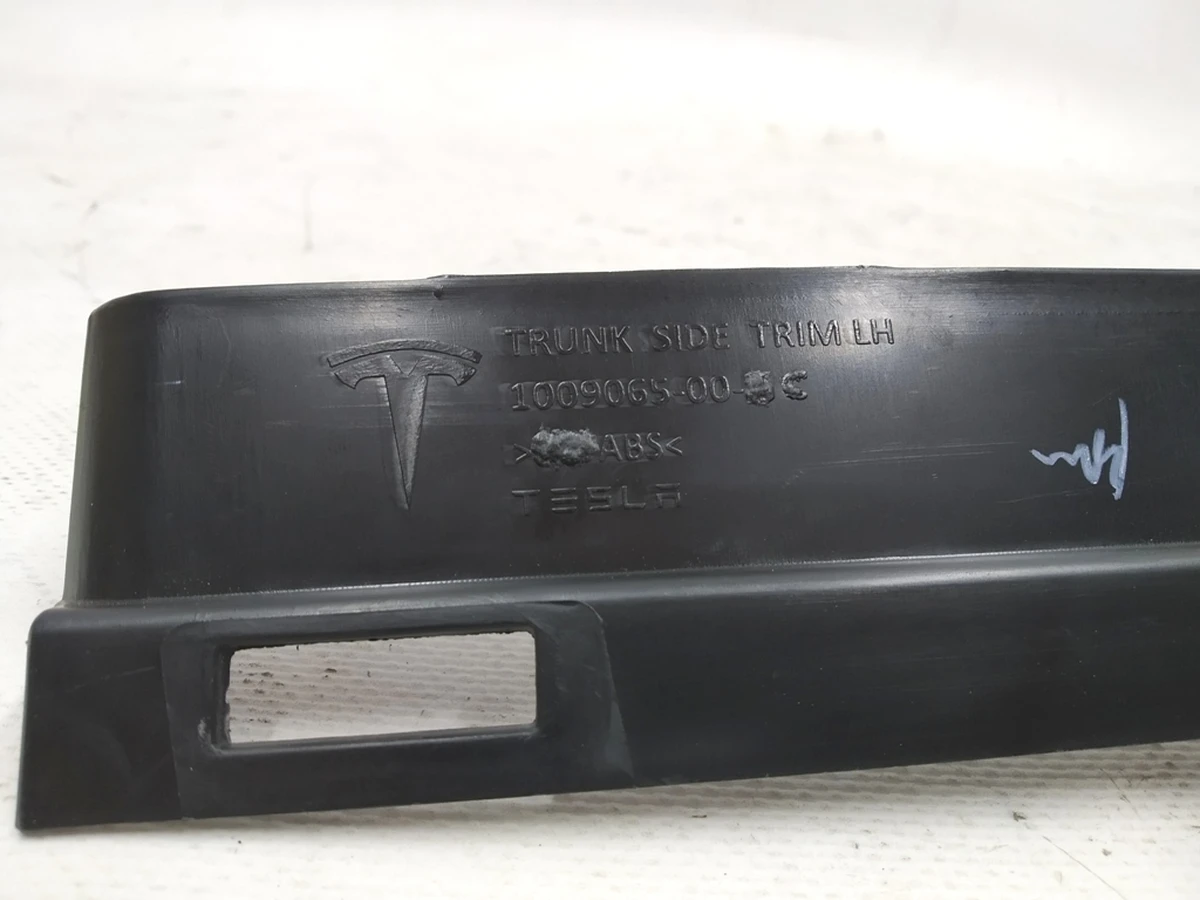 TRUNK SIDE TRIM LH
1009065-00- C
> ABS<
TESLA